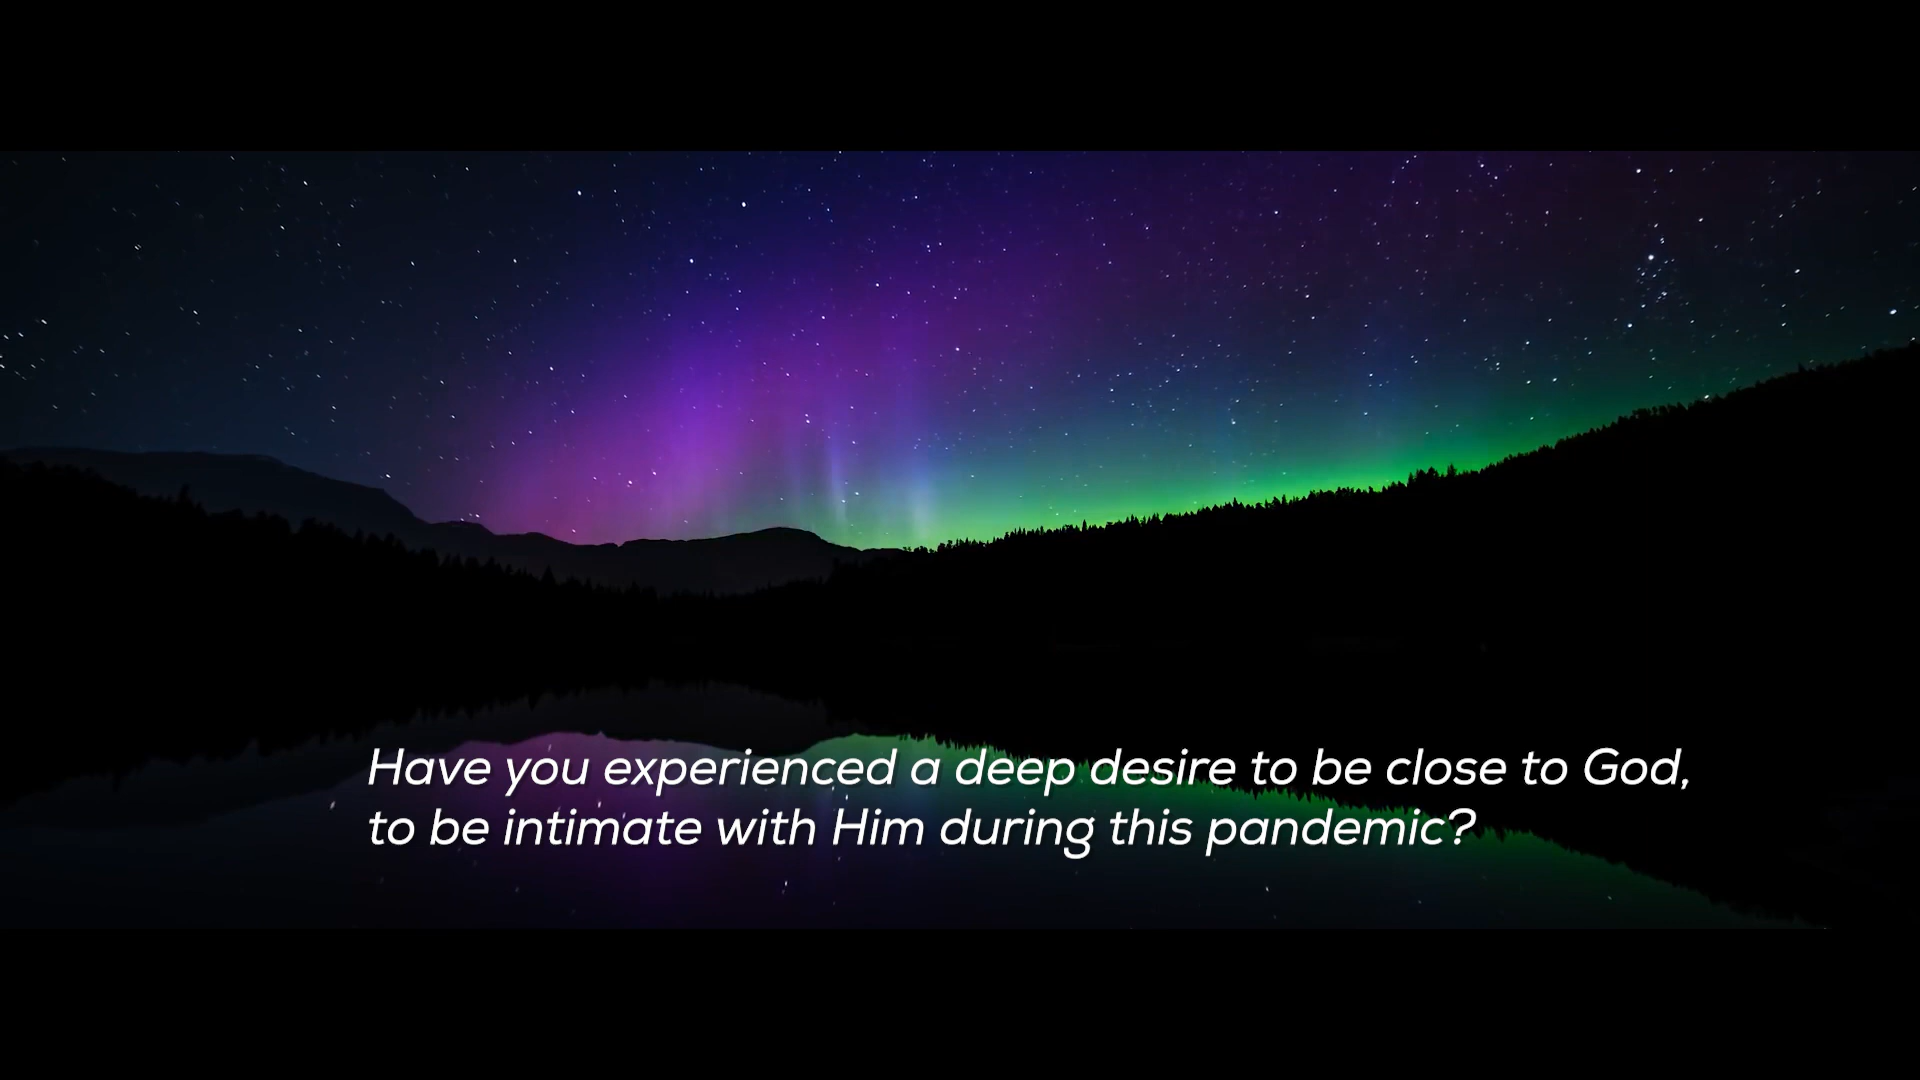 Have you experienced a deep desire to be close to God,
to be intimate with Him during this pandemic?